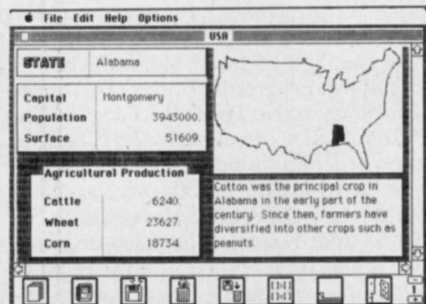 File Edit Help Options
USA
STATE Alabama
Capital Montgomery
Population 3943000.
Surface 51609.
Agricultural Production
Cattle 6240.
Wheat 23627.
Corn 18734.
Cotton was the principal crop in
Alabama in the early part of the
century. Since then, farmers have
diversified into other crops such as
peanuts.